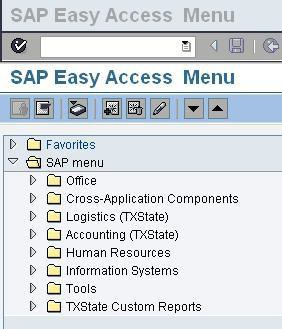 SAP Easy Access Menu
SAP Easy Access Menu
Favorites
SAP menu
Office
Cross-Application Components
Logistics (TXState)
Accounting (TXState)
Human Resources
Information Systems
Tools
TXState Custom Reports